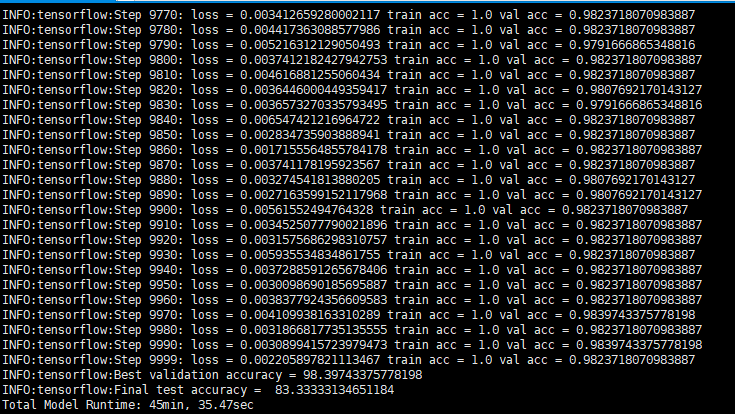 INFO:tensorflow:Step 9770: loss = 0.003412659280002117 train acc = 1.0 val acc = 0.9823718070983887
INFO:tensorflow:Step 9780: loss = 0.004417363088577986 train acc = 1.0 val acc = 0.9823718070983887
INFO:tensorflow:Step 9790: loss = 0.005216312129050493 train acc = 1.0 val acc = 0.9791666865348816
INFO:tensorflow:Step 9800: loss = 0.0037412182427942753 train acc = 1.0 val acc = 0.9823718070983887
INFO:tensorflow:Step 9810: loss = 0.004616881255060434 train acc = 1.0 val acc = 0.9823718070983887
INFO:tensorflow:Step 9820: loss = 0.0036446000449359417 train acc = 1.0 val acc = 0.9807692170143127
INFO:tensorflow:Step 9830: loss = 0.0036573270335793495 train acc = 1.0 val acc = 0.9791666865348816
INFO:tensorflow:Step 9840: loss = 0.006547421216964722 train acc = 1.0 val acc = 0.9823718070983887
INFO:tensorflow:Step 9850: loss = 0.002834735903888941 train acc = 1.0 val acc = 0.9823718070983887
INFO:tensorflow:Step 9860: loss = 0.0017155564855784178 train acc = 1.0 val acc = 0.9823718070983887
INFO:tensorflow:Step 9870: loss = 0.003741178195923567 train acc = 1.0 val acc = 0.9823718070983887
INFO:tensorflow:Step 9880: loss = 0.003274541813880205 train acc = 1.0 val acc = 0.9807692170143127
INFO:tensorflow:Step 9890: loss = 0.0027163599152117968 train acc = 1.0 val acc = 0.9807692170143127
INFO:tensorflow:Step 9900: loss = 0.00561552494764328 train acc = 1.0 val acc = 0.9823718070983887
INFO:tensorflow:Step 9910: loss = 0.0034525077790021896 train acc = 1.0 val acc = 0.9823718070983887
INFO:tensorflow:Step 9920: loss = 0.0031575686298310757 train acc = 1.0 val acc = 0.9823718070983887
INFO:tensorflow:Step 9930: loss = 0.005935534834861755 train acc = 1.0 val acc = 0.9823718070983887
INFO:tensorflow:Step 9940: loss = 0.0037288591265678406 train acc = 1.0 val acc = 0.9823718070983887
INFO:tensorflow:Step 9950: loss = 0.0030098690185695887 train acc = 1.0 val acc = 0.9823718070983887
INFO:tensorflow:Step 9960: loss = 0.0038377924356609583 train acc = 1.0 val acc = 0.9823718070983887
INFO:tensorflow:Step 9970: loss = 0.004109938163310289 train acc = 1.0 val acc = 0.9839743375778198
INFO:tensorflow:Step 9980: loss = 0.0031866817735135555 train acc = 1.0 val acc = 0.9823718070983887
INFO:tensorflow:Step 9990: loss = 0.0030899415723979473 train acc = 1.0 val acc = 0.9839743375778198
INFO:tensorflow:Step 9999: loss = 0.002205897821113467 train acc = 1.0 val acc = 0.9823718070983887
INFO:tensorflow:Best validation accuracy = 98.39743375778198
INFO:tensorflow:Final test accuracy =  83.33333134651184
Total Model Runtime: 45min, 35.47sec